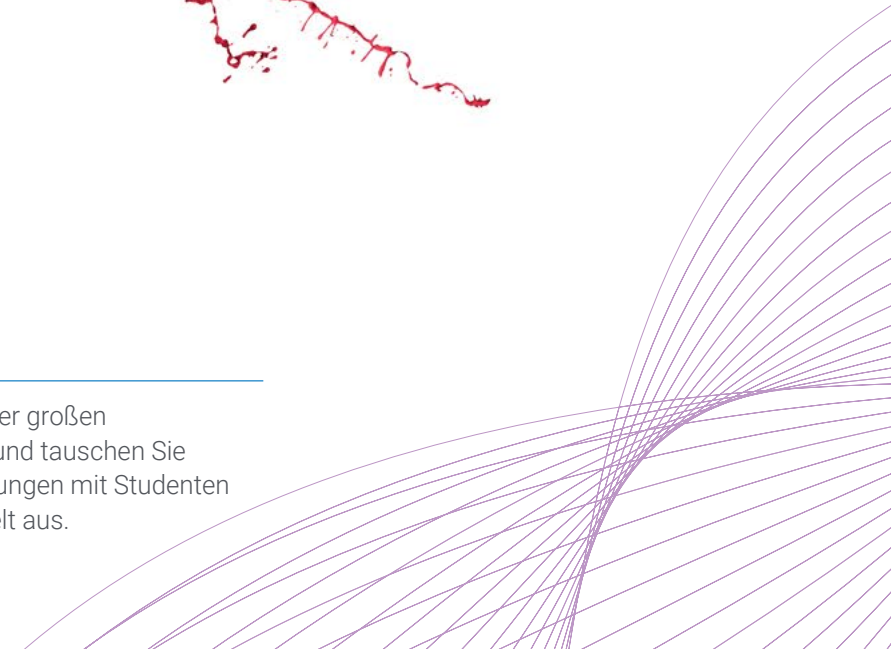 er großen
und tauschen Sie
ungen mit Studenten
lt aus.